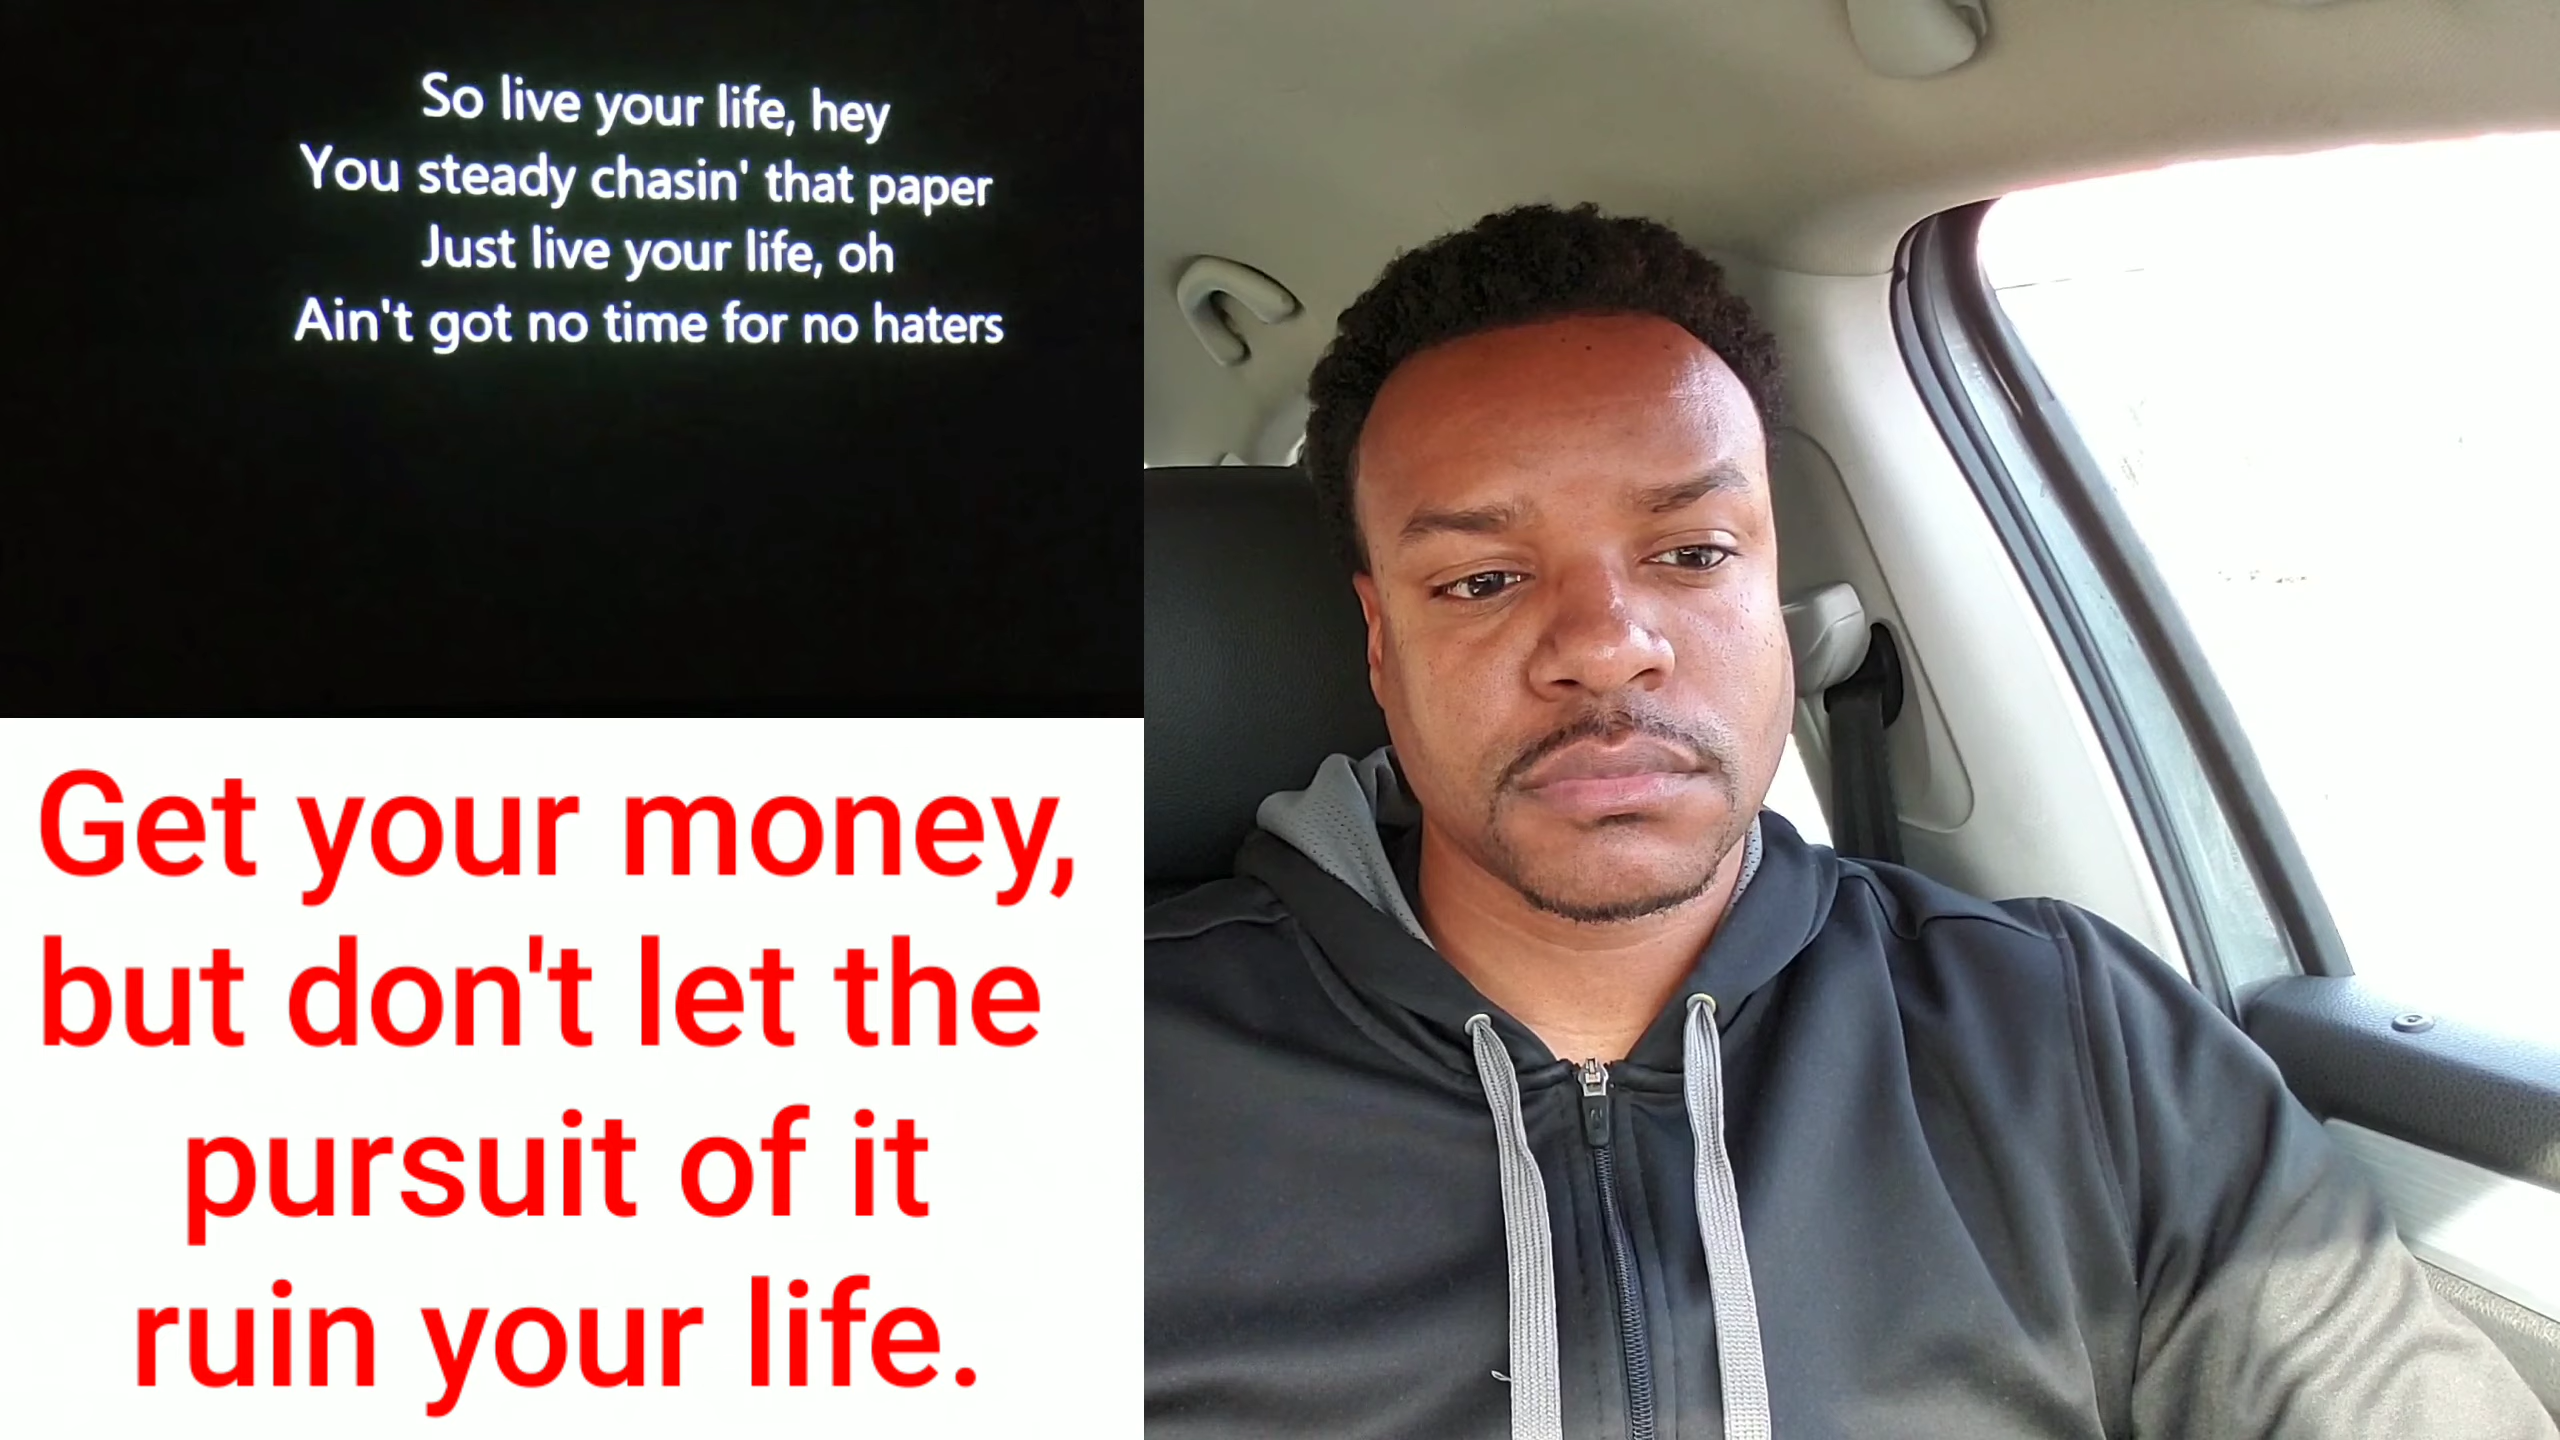 So live your life, hey
You steady chasin' that paper
Just live your life, oh
Ain't got no time for no haters
Get your money,
but don't let the
pursuit of it
ruin your life.